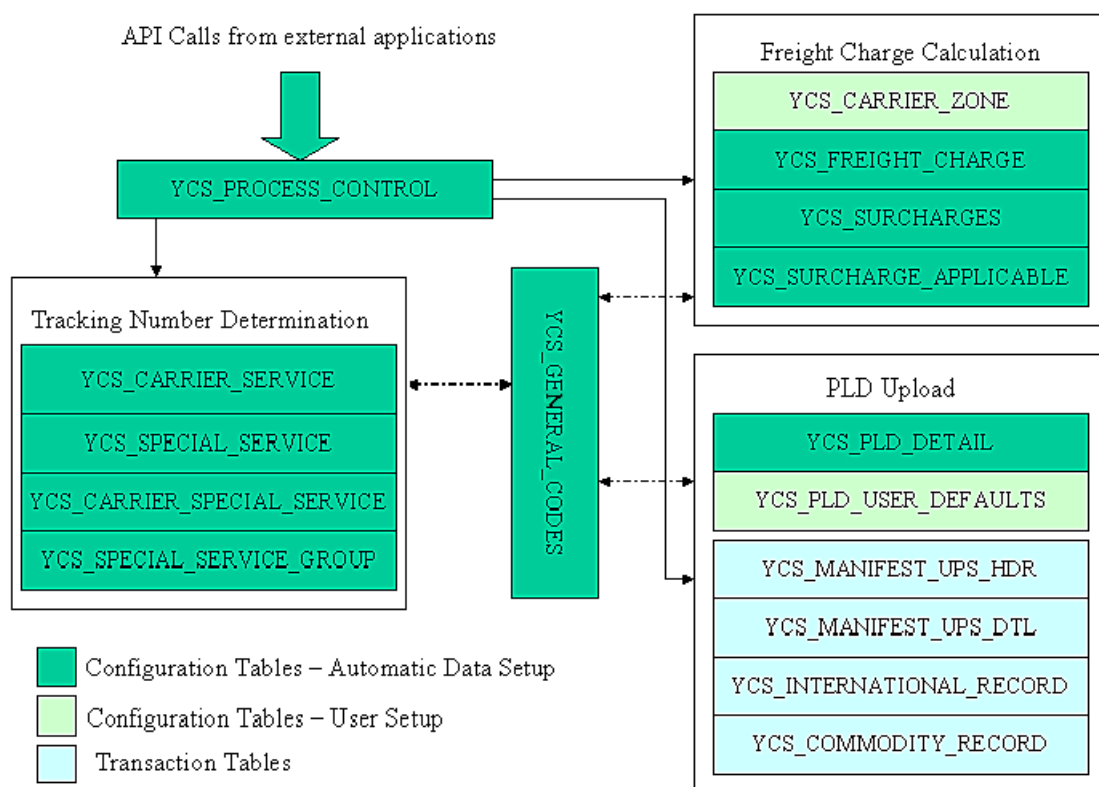 API Calls from external applications
YCS_PROCESS_CONTROL
Freight Charge Calculation
YCS_CARRIER_ZONE
YCS_FREIGHT_CHARGE
YCS_SURCHARGES
YCS_SURCHARGE_APPLICABLE
Tracking Number Determination
YCS_CARRIER_SERVICE
YCS_SPECIAL_SERVICE
YCS_CARRIER_SPECIAL_SERVICE
YCS_SPECIAL_SERVICE_GROUP
YCS_GENERAL_CODES
PLD Upload
YCS_PLD_DETAIL
YCS_PLD_USER_DEFAULTS
YCS_MANIFEST_UPS_HDR
YCS_MANIFEST_UPS_DTL
YCS_INTERNATIONAL_RECORD
YCS_COMMODITY_RECORD
Configuration Tables – Automatic Data Setup
Configuration Tables – User Setup
Transaction Tables